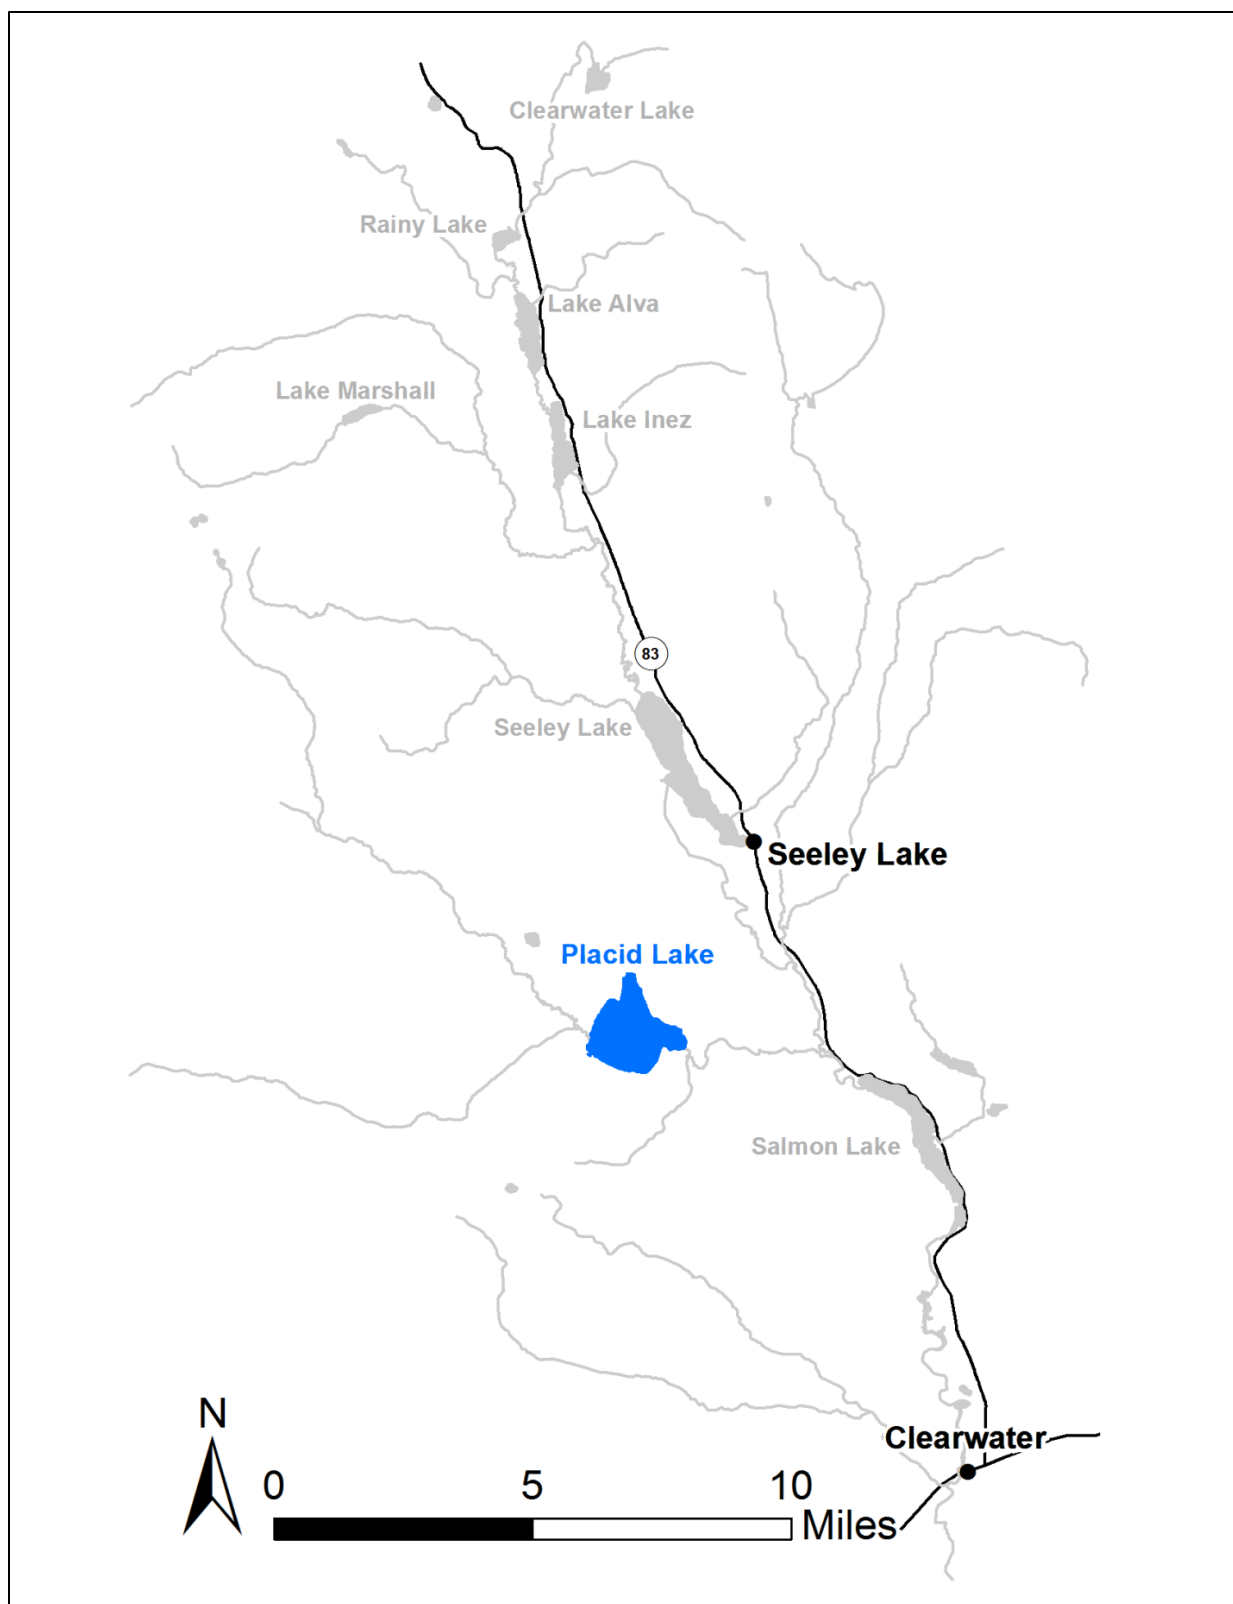 Clearwater Lake
Rainy Lake
Lake Alva
Lake Marshall
Lake Inez
83
Seeley Lake
Seeley Lake
Placid Lake
Salmon Lake
N
Clearwater
0 5 10
Miles